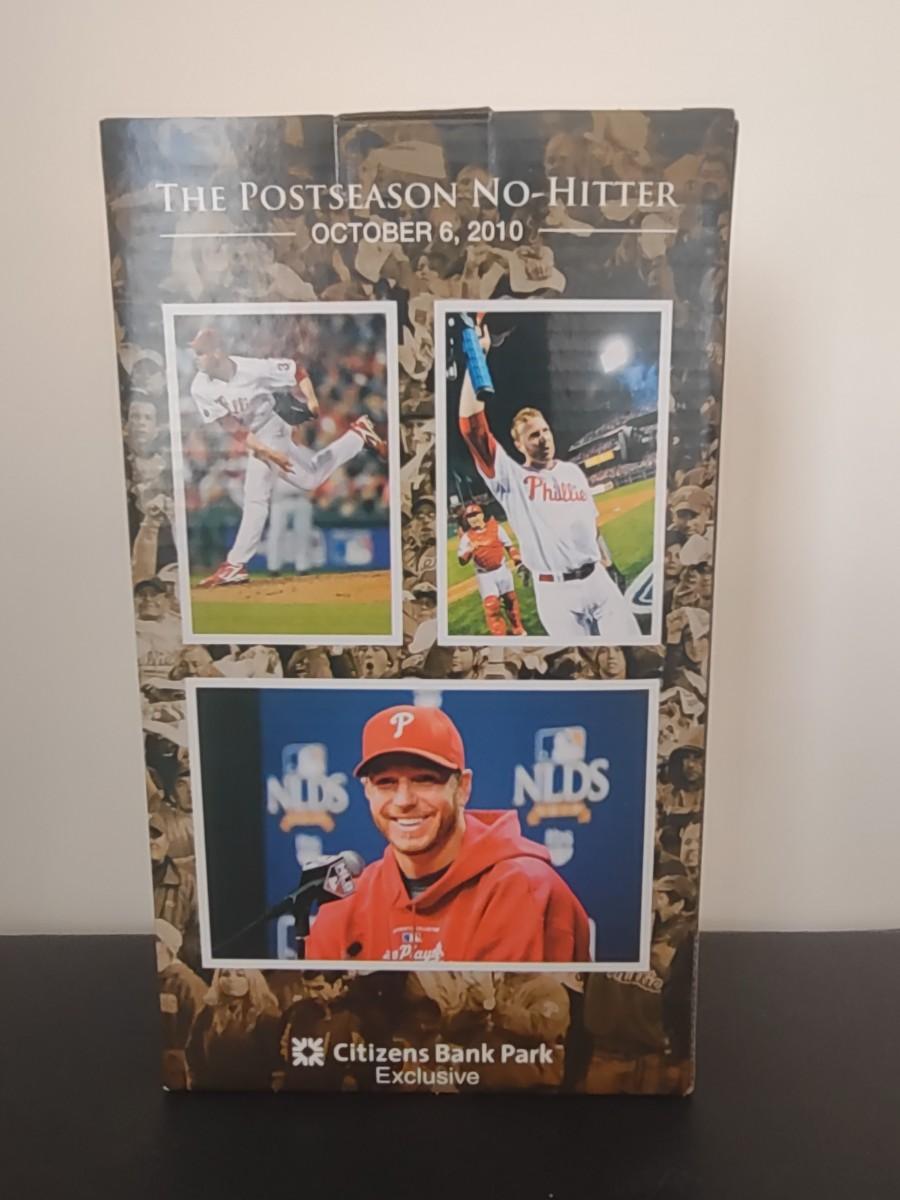 THE POSTSEASON NO-HITTER
OCTOBER 6, 2010
Phillies
P
NLDS
NLDS
Citizens Bank Park
Exclusive